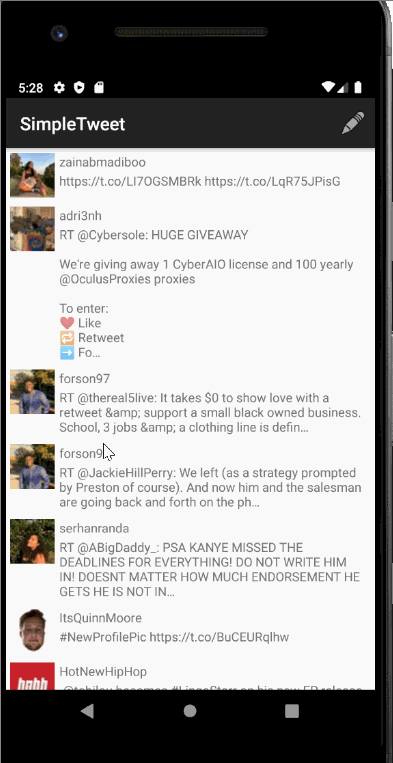 5:28
SimpleTweet
zainabmadiboo
https://t.co/LI7OGSMBRk https://t.co/LqR75JPisG
adri3nh
RT @Cybersole: HUGE GIVEAWAY
We're giving away 1 CyberAIO license and 100 yearly
@OculusProxies proxies
To enter:
❤️ Like
🔁 Retweet
➡️ Fo…
forson97
RT @thereal5live: It takes $0 to show love with a
retweet &amp; support a small black owned business.
School, 3 jobs &amp; a clothing line is defin…
RT @JackieHillPerry: We left (as a strategy prompted
by Preston of course). And now him and the salesman
are going back and forth on the ph…
serhanranda
RT @ABigDaddy_: PSA KANYE MISSED THE
DEADLINES FOR EVERYTHING! DO NOT WRITE HIM
IN! DOESNT MATTER HOW MUCH ENDORSEMENT HE
GETS HE IS NOT IN…
ItsQuinnMoore
#NewProfilePic https://t.co/BuCEURqlhw
HotNewHipHop